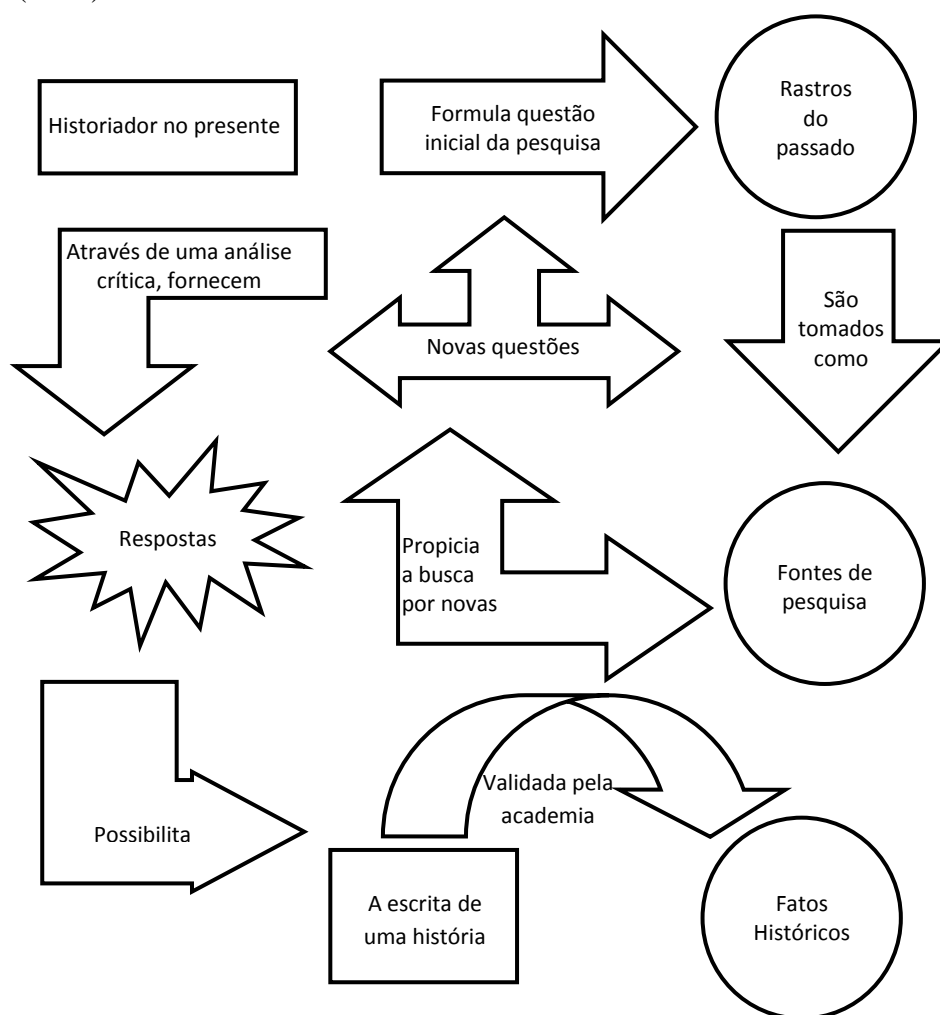 Historiador no presente
Formula questão
inicial da pesquisa
Rastros
do
passado
Através de uma análise
crítica, fornecem
Novas questões
São
tomados
como
Respostas
Propicia
a busca
por novas
Fontes de
pesquisa
Possibilita
Validada pela
academia
A escrita de
uma história
Fatos
Históricos